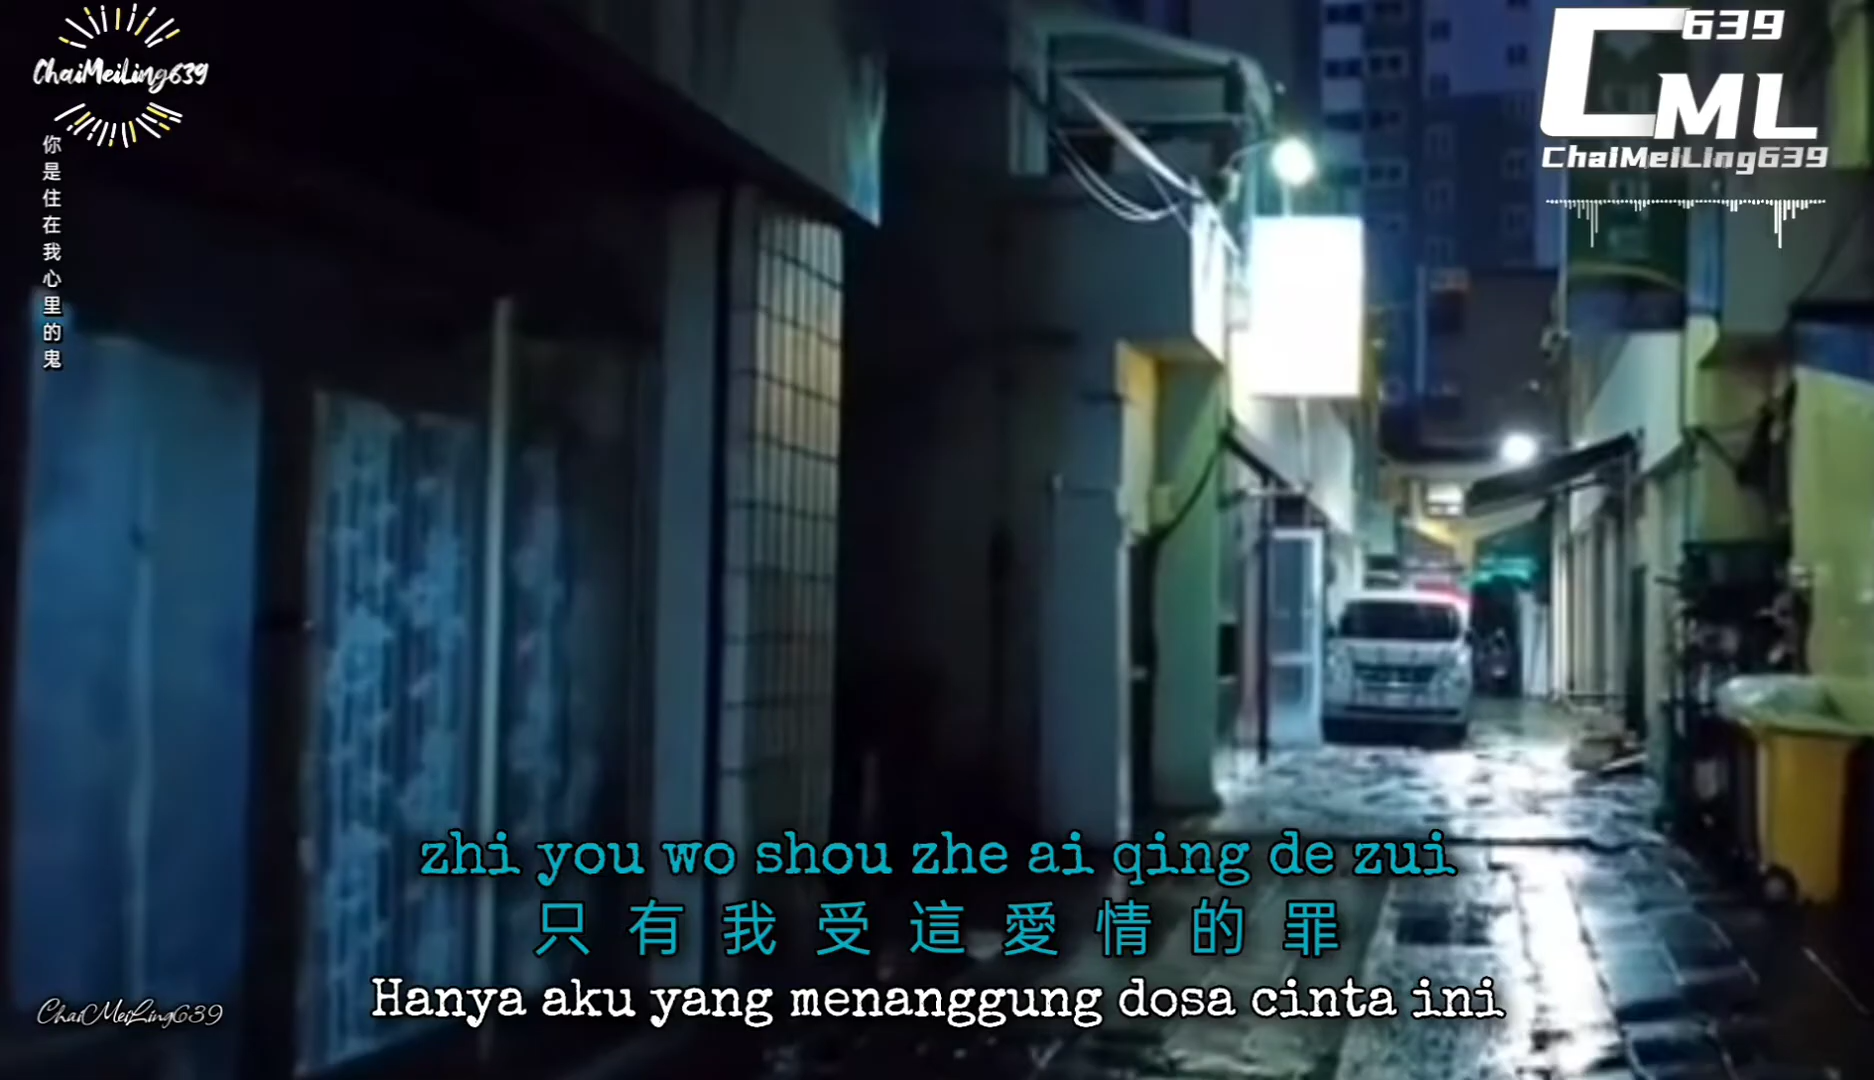 ChaiMeiLing639
你是住在我心里的鬼
639
CML
ChaiMeiLing639
zhi you wo shou zhe ai qing de zui
只有我受這愛情的罪
Hanya aku yang menanggung dosa cinta ini
ChaiMeiLing639